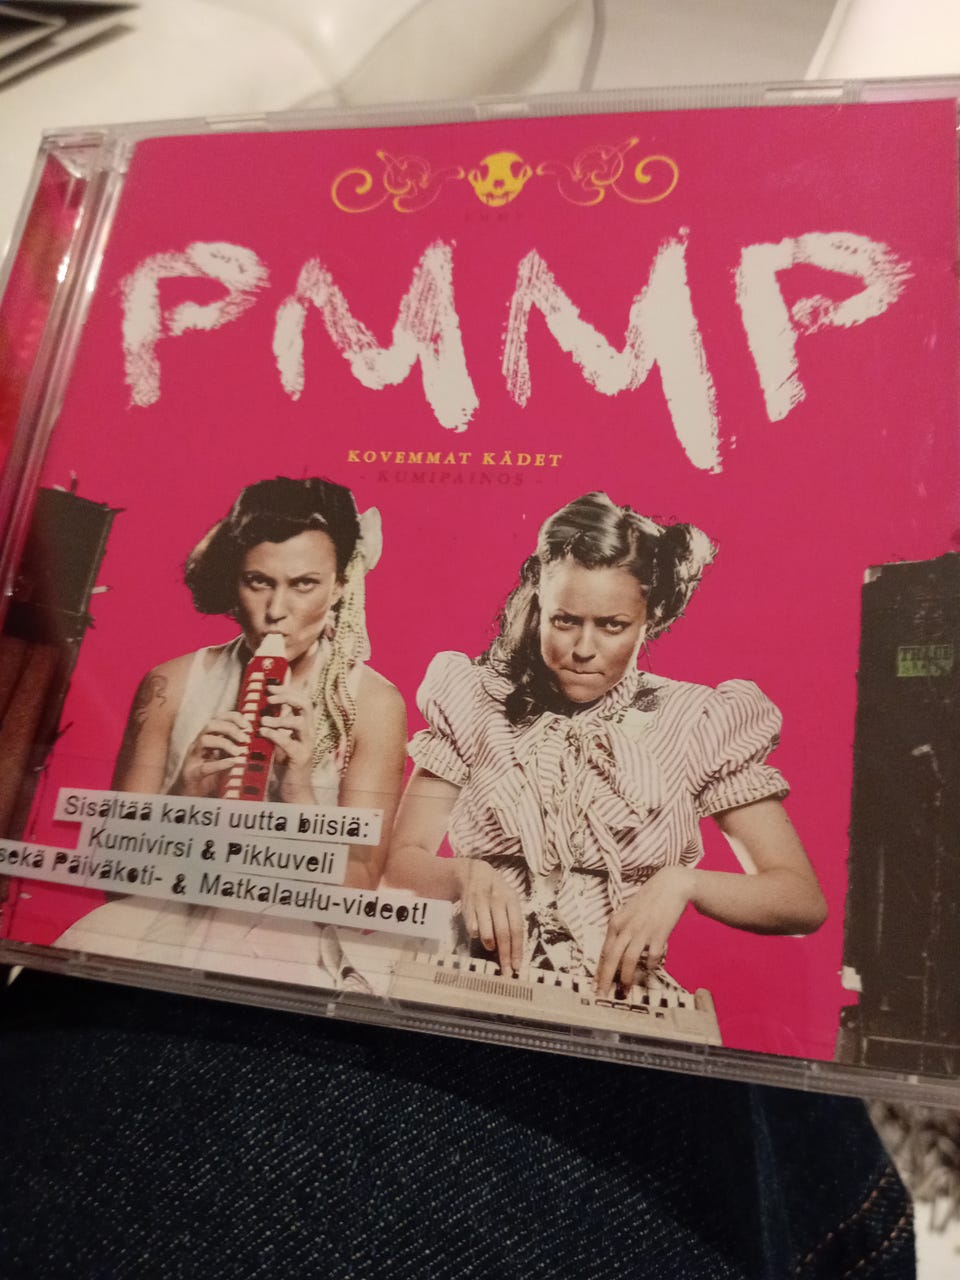 PMMP
KOVEMMAT KÄDET
- KUMIPAINOS -
Sisältää kaksi uutta biisiä:
Kumivirsi & Pikkuveli
sekä Päiväkoti- & Matkalaulu-videot!